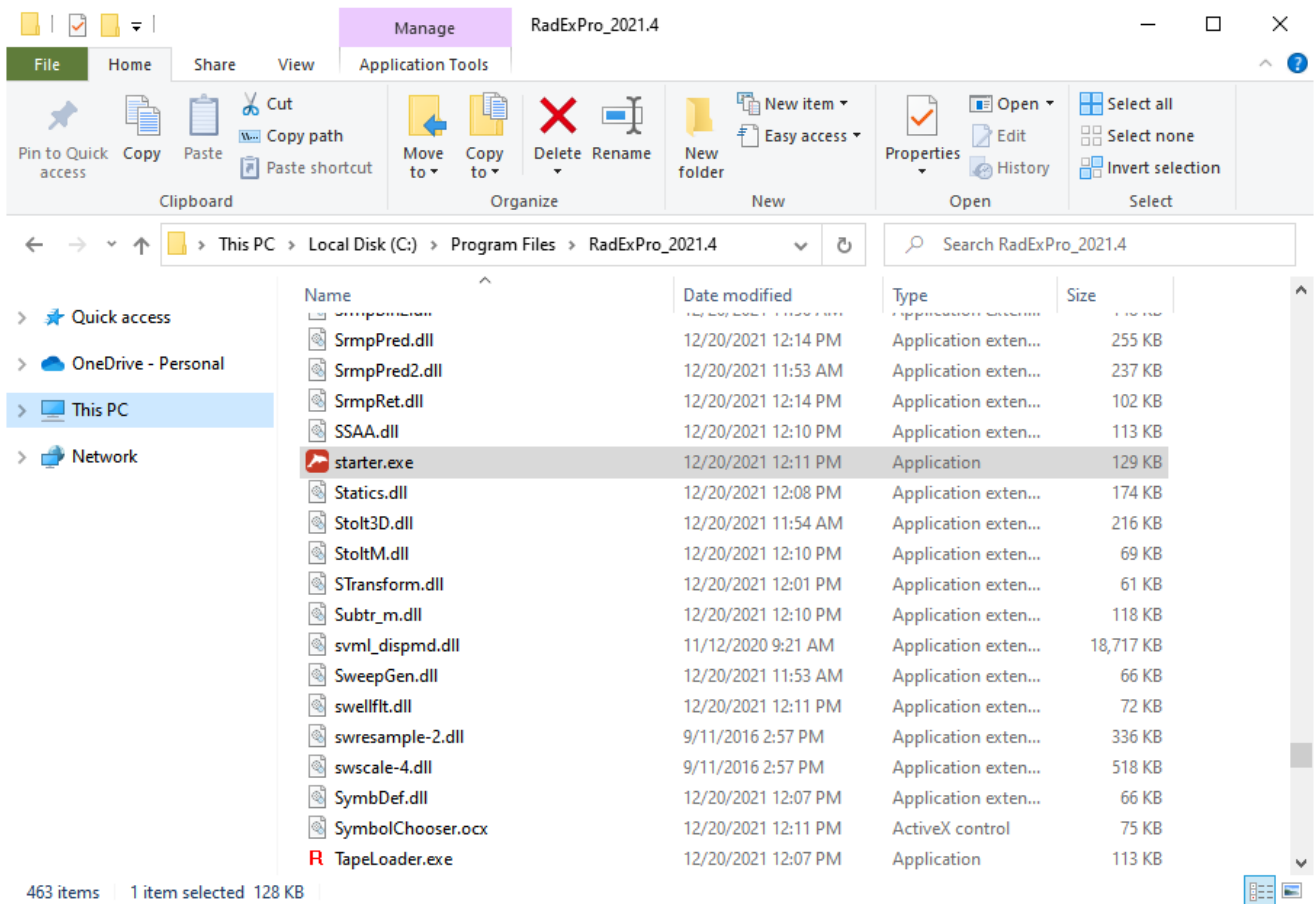 Manage
RadExPro_2021.4
File Home Share View Application Tools
Pin to Quick access
Copy
Paste
Cut
Copy path
Paste shortcut
Move to
Copy to
Delete
Rename
New folder
New item
Easy access
Properties
Open
Edit
History
Select all
Select none
Invert selection
Clipboard Organize New Open Select
This PC > Local Disk (C:) > Program Files > RadExPro_2021.4
Search RadExPro_2021.4
Quick access
OneDrive - Personal
This PC
Network
Name Date modified Type Size
SrmpPred.dll 12/20/2021 12:14 PM Application exten... 255 KB
SrmpPred2.dll 12/20/2021 11:53 AM Application exten... 237 KB
SrmpRet.dll 12/20/2021 12:14 PM Application exten... 102 KB
SSAA.dll 12/20/2021 12:10 PM Application exten... 113 KB
starter.exe 12/20/2021 12:11 PM Application 129 KB
Statics.dll 12/20/2021 12:08 PM Application exten... 174 KB
Stolt3D.dll 12/20/2021 11:54 AM Application exten... 216 KB
StoltM.dll 12/20/2021 12:10 PM Application exten... 69 KB
STransform.dll 12/20/2021 12:01 PM Application exten... 61 KB
Subtr_m.dll 12/20/2021 12:10 PM Application exten... 118 KB
svml_dispmd.dll 11/12/2020 9:21 AM Application exten... 18,717 KB
SweepGen.dll 12/20/2021 11:53 AM Application exten... 66 KB
swellflt.dll 12/20/2021 12:11 PM Application exten... 72 KB
swresample-2.dll 9/11/2016 2:57 PM Application exten... 336 KB
swscale-4.dll 9/11/2016 2:57 PM Application exten... 518 KB
SymbDef.dll 12/20/2021 12:07 PM Application exten... 66 KB
SymbolChooser.ocx 12/20/2021 12:11 PM ActiveX control 75 KB
R TapeLoader.exe 12/20/2021 12:07 PM Application 113 KB
463 items 1 item selected 128 KB